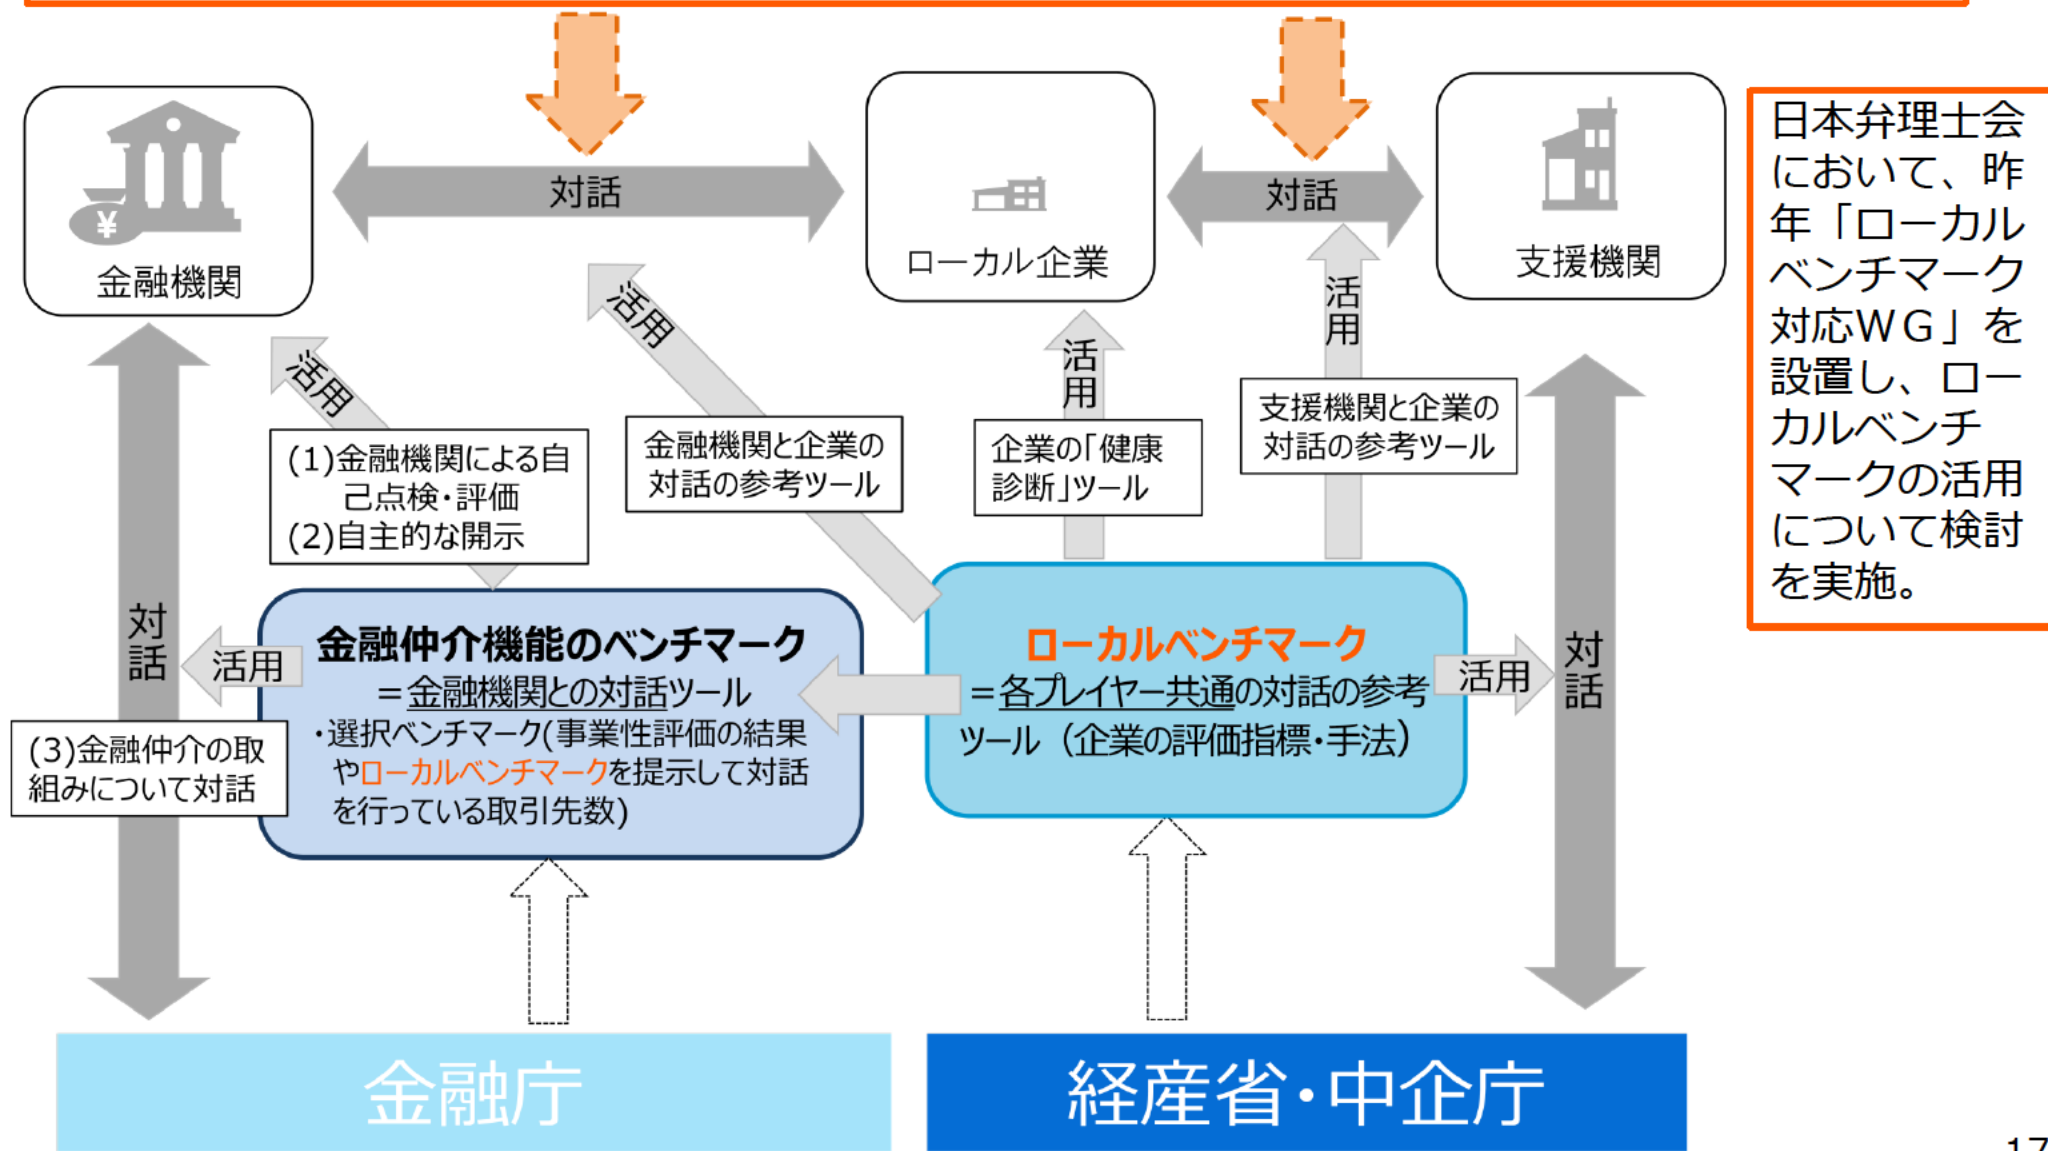 対話
対話
金融機関
ローカル企業
支援機関
日本弁理士会
において、昨
年「ローカル
ベンチマーク
対応WG」を
設置し、ロー
カルベンチ
マークの活用
について検討
を実施。
活用
活用
活用
活用
(1)金融機関による自
己点検・評価
(2)自主的な開示
金融機関と企業の
対話の参考ツール
企業の「健康
診断」ツール
支援機関と企業の
対話の参考ツール
対話
活用
金融仲介機能のベンチマーク
＝金融機関との対話ツール
・選択ベンチマーク(事業性評価の結果
やローカルベンチマークを提示して対話
を行っている取引先数)
ローカルベンチマーク
＝各プレイヤー共通の対話の参考
ツール（企業の評価指標・手法）
活用
対話
(3)金融仲介の取
組みについて対話
金融庁
経産省・中企庁
17